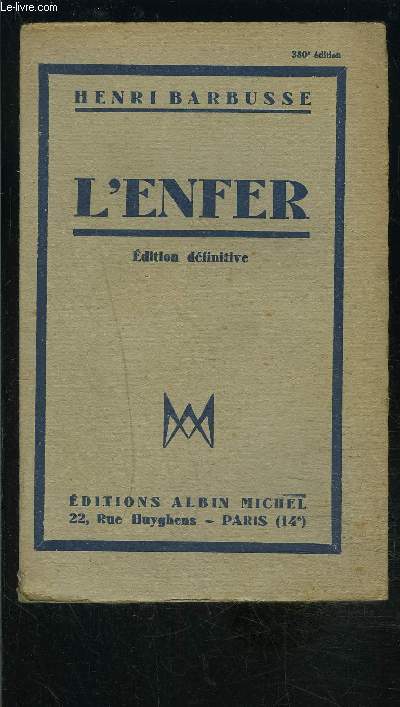 Le-livre.com
380e édition
HENRI BARBUSSE
L'ENFER
Édition définitive
ÉDITIONS ALBIN MICHEL
22, Rue Huyghens - PARIS (14e)